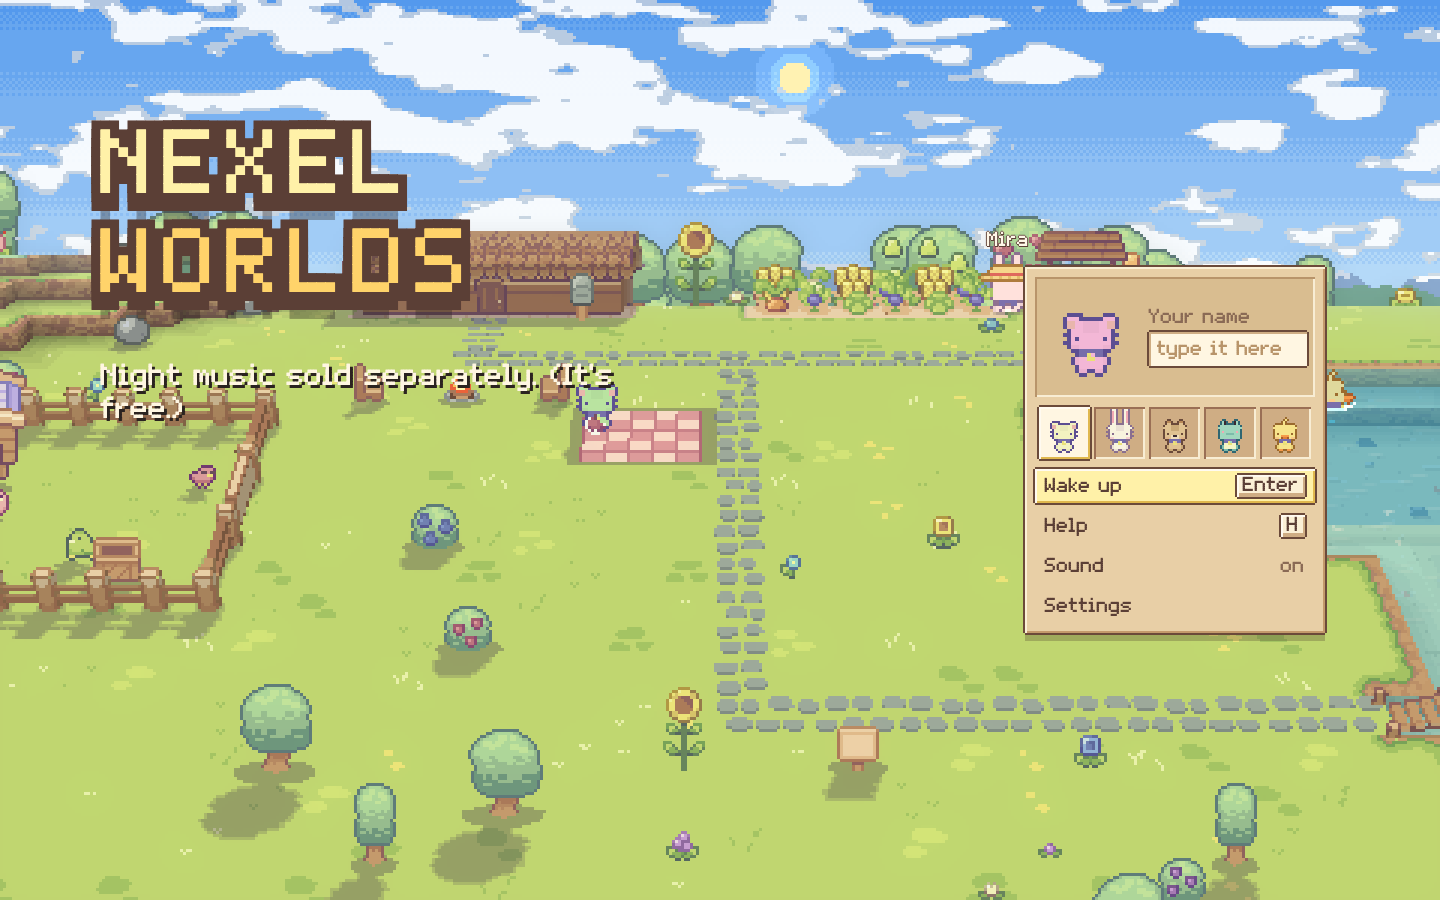 NEXEL
WORLDS
Night music sold separately. (It's
free.)
Mira
Your name
type it here
Wake up Enter
Help H
Sound on
Settings